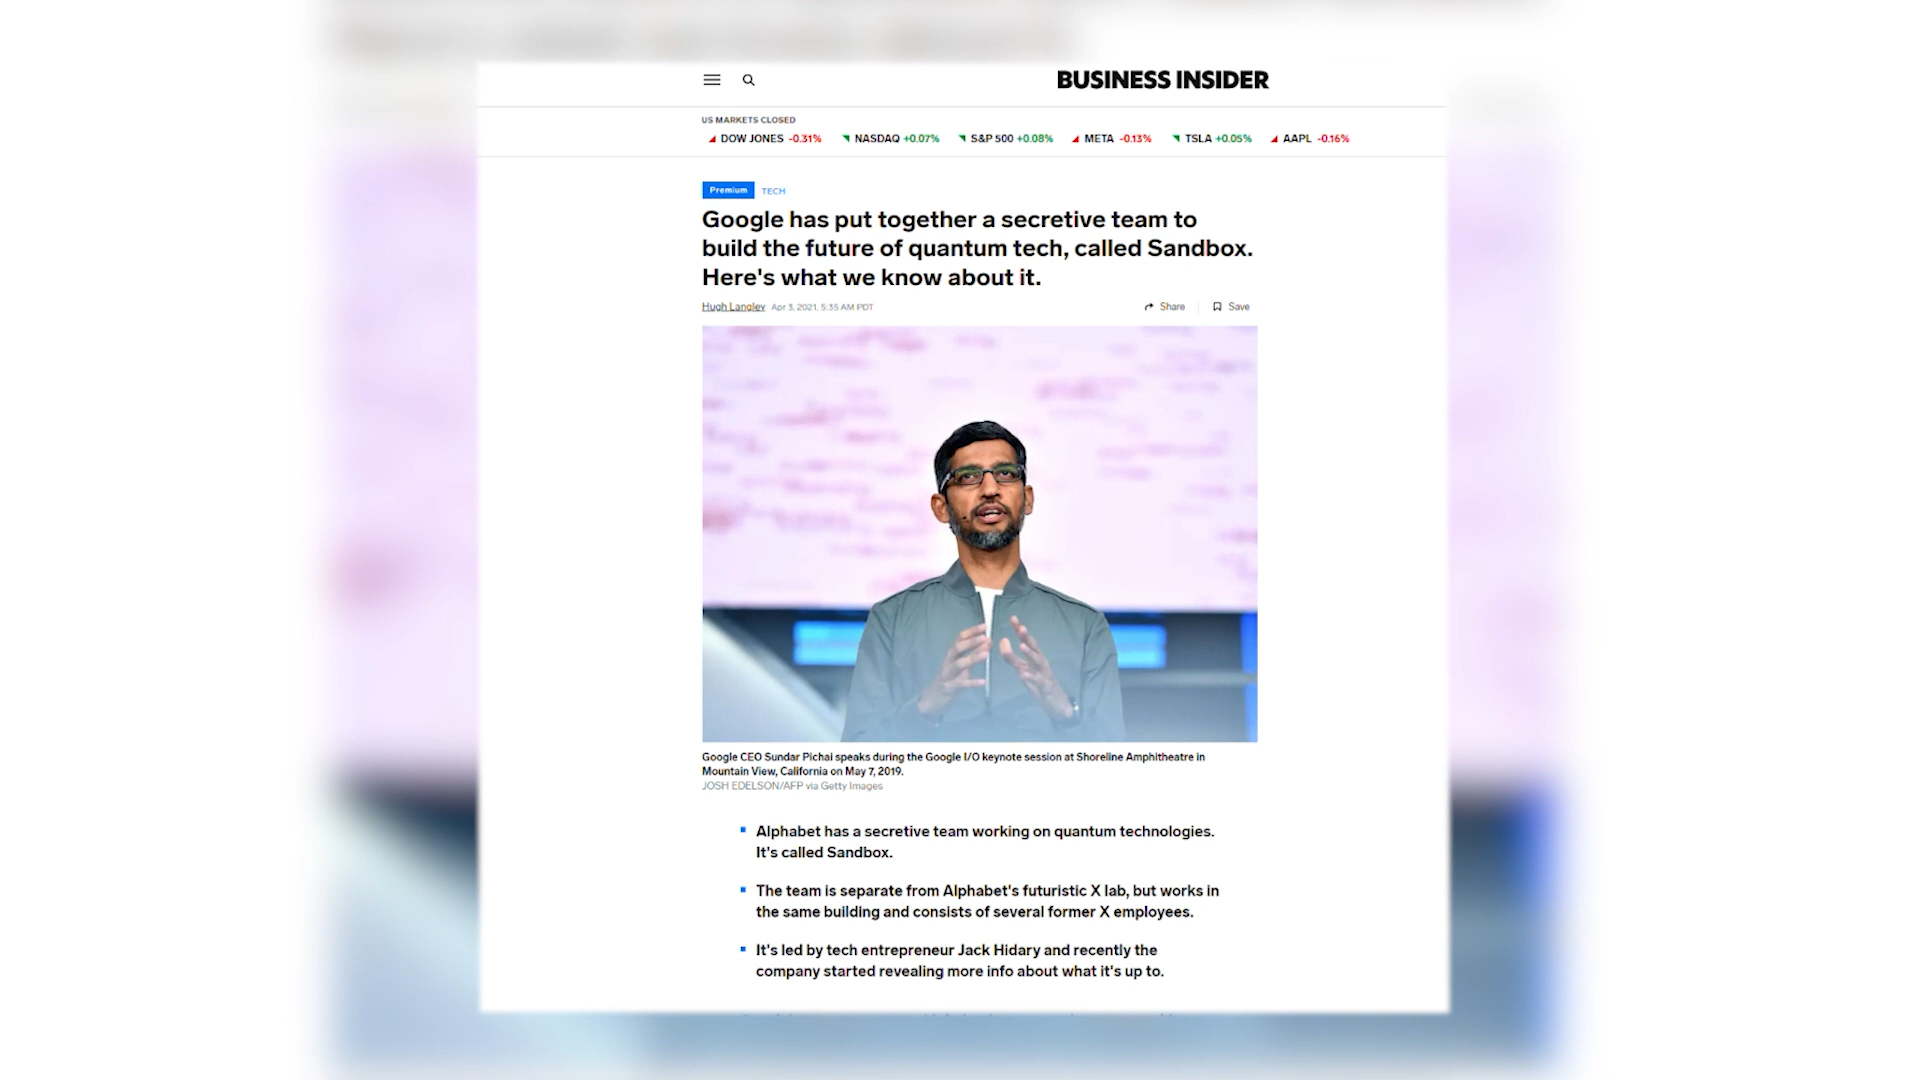 BUSINESS INSIDER
US MARKETS CLOSED
DOW JONES -0.31% NASDAQ +0.07% S&P 500 +0.08% META -0.13% TSLA +0.05% AAPL -0.16%
Premium TECH
Google has put together a secretive team to
build the future of quantum tech, called Sandbox.
Here's what we know about it.
Hugh Langley Apr 3, 2021, 5:35 AM PDT Share Save
Google CEO Sundar Pichai speaks during the Google I/O keynote session at Shoreline Amphitheatre in
Mountain View, California on May 7, 2019.
JOSH EDELSON/AFP via Getty Images
Alphabet has a secretive team working on quantum technologies.
It's called Sandbox.
The team is separate from Alphabet's futuristic X lab, but works in
the same building and consists of several former X employees.
It's led by tech entrepreneur Jack Hidary and recently the
company started revealing more info about what it's up to.